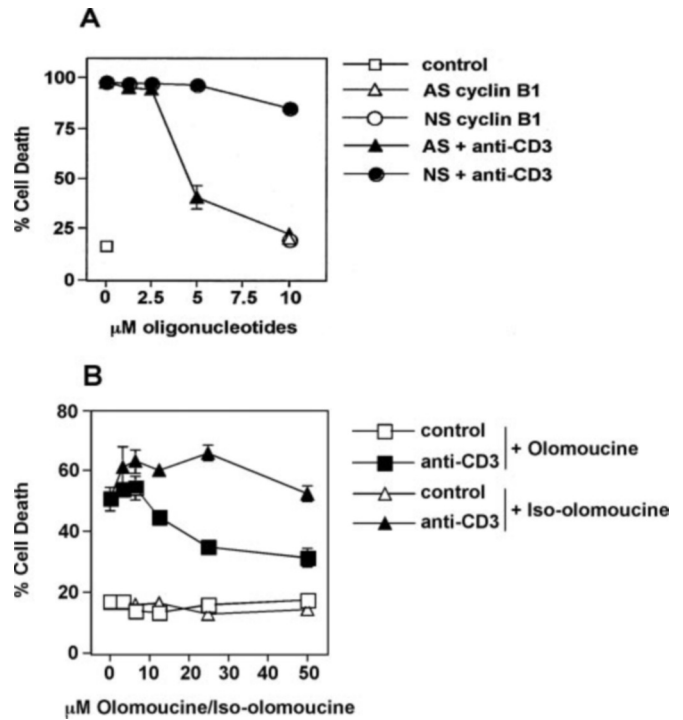 A
% Cell Death
100
75
50
25
0
0 2.5 5 7.5 10
μM oligonucleotides
control
AS cyclin B1
NS cyclin B1
AS + anti-CD3
NS + anti-CD3
B
% Cell Death
80
60
40
20
0
0 10 20 30 40 50
μM Olomoucine/Iso-olomoucine
control
anti-CD3
+ Olomoucine
control
anti-CD3
+ Iso-olomoucine